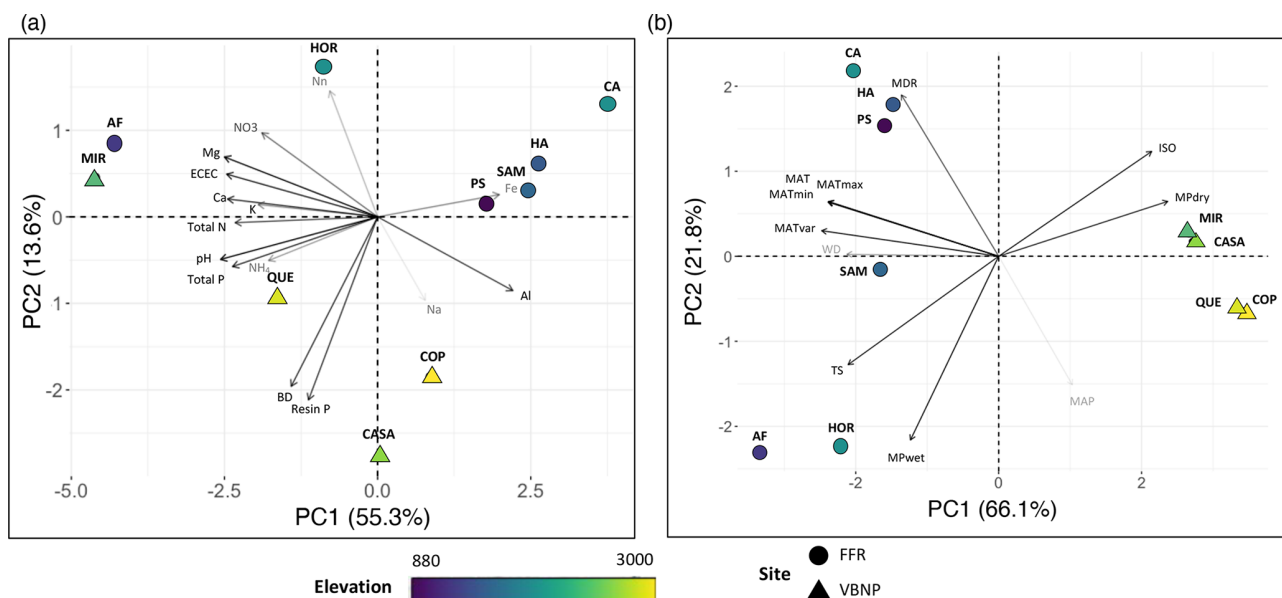 (a)
HOR
Nn
CA
AF
NO3
MIR
Mg
HA
ECEC
SAM
PS
Fe
Ca
K
Total N
pH
NH4
Total P
QUE
Al
Na
COP
BD
Resin P
CASA
1
0
-1
-2
-5.0
-2.5
0.0
2.5
PC1 (55.3%)
PC2 (13.6%)
(b)
CA
MDR
HA
PS
ISO
MAT
MATmax
MATmin
MPdry
MATvar
MIR
WD
CASA
SAM
QUE
COP
TS
MAP
AF
HOR
MPwet
2
1
0
-1
-2
-2
0
2
PC1 (66.1%)
PC2 (21.8%)
880
3000
Elevation
Site
FFR
VBNP